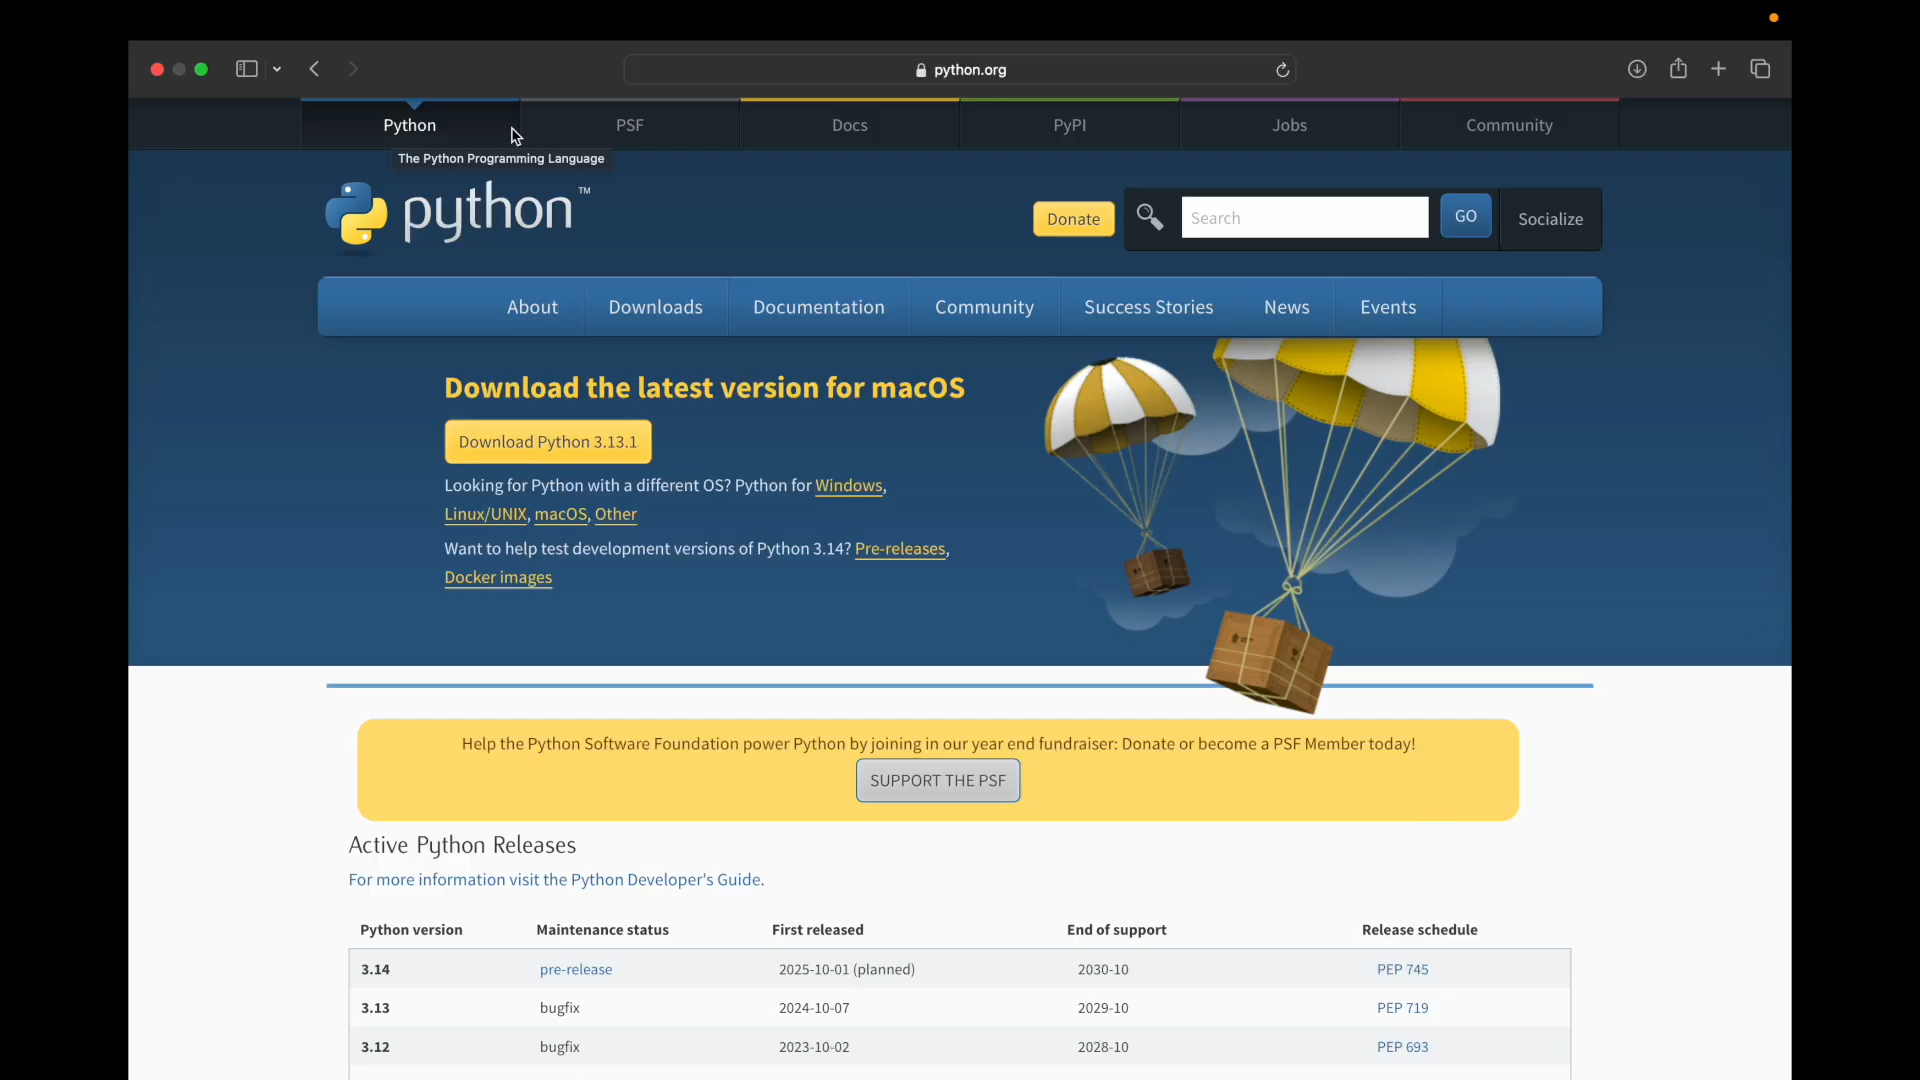 python.org
Python PSF Docs PyPI Jobs Community
The Python Programming Language
python™
Donate Search GO Socialize
About Downloads Documentation Community Success Stories News Events
Download the latest version for macOS
Download Python 3.13.1
Looking for Python with a different OS? Python for Windows,
Linux/UNIX, macOS, Other
Want to help test development versions of Python 3.14? Pre-releases,
Docker images
Help the Python Software Foundation power Python by joining in our year end fundraiser: Donate or become a PSF Member today!
SUPPORT THE PSF
Active Python Releases
For more information visit the Python Developer's Guide.
Python version Maintenance status First released End of support Release schedule
3.14 pre-release 2025-10-01 (planned) 2030-10 PEP 745
3.13 bugfix 2024-10-07 2029-10 PEP 719
3.12 bugfix 2023-10-02 2028-10 PEP 693